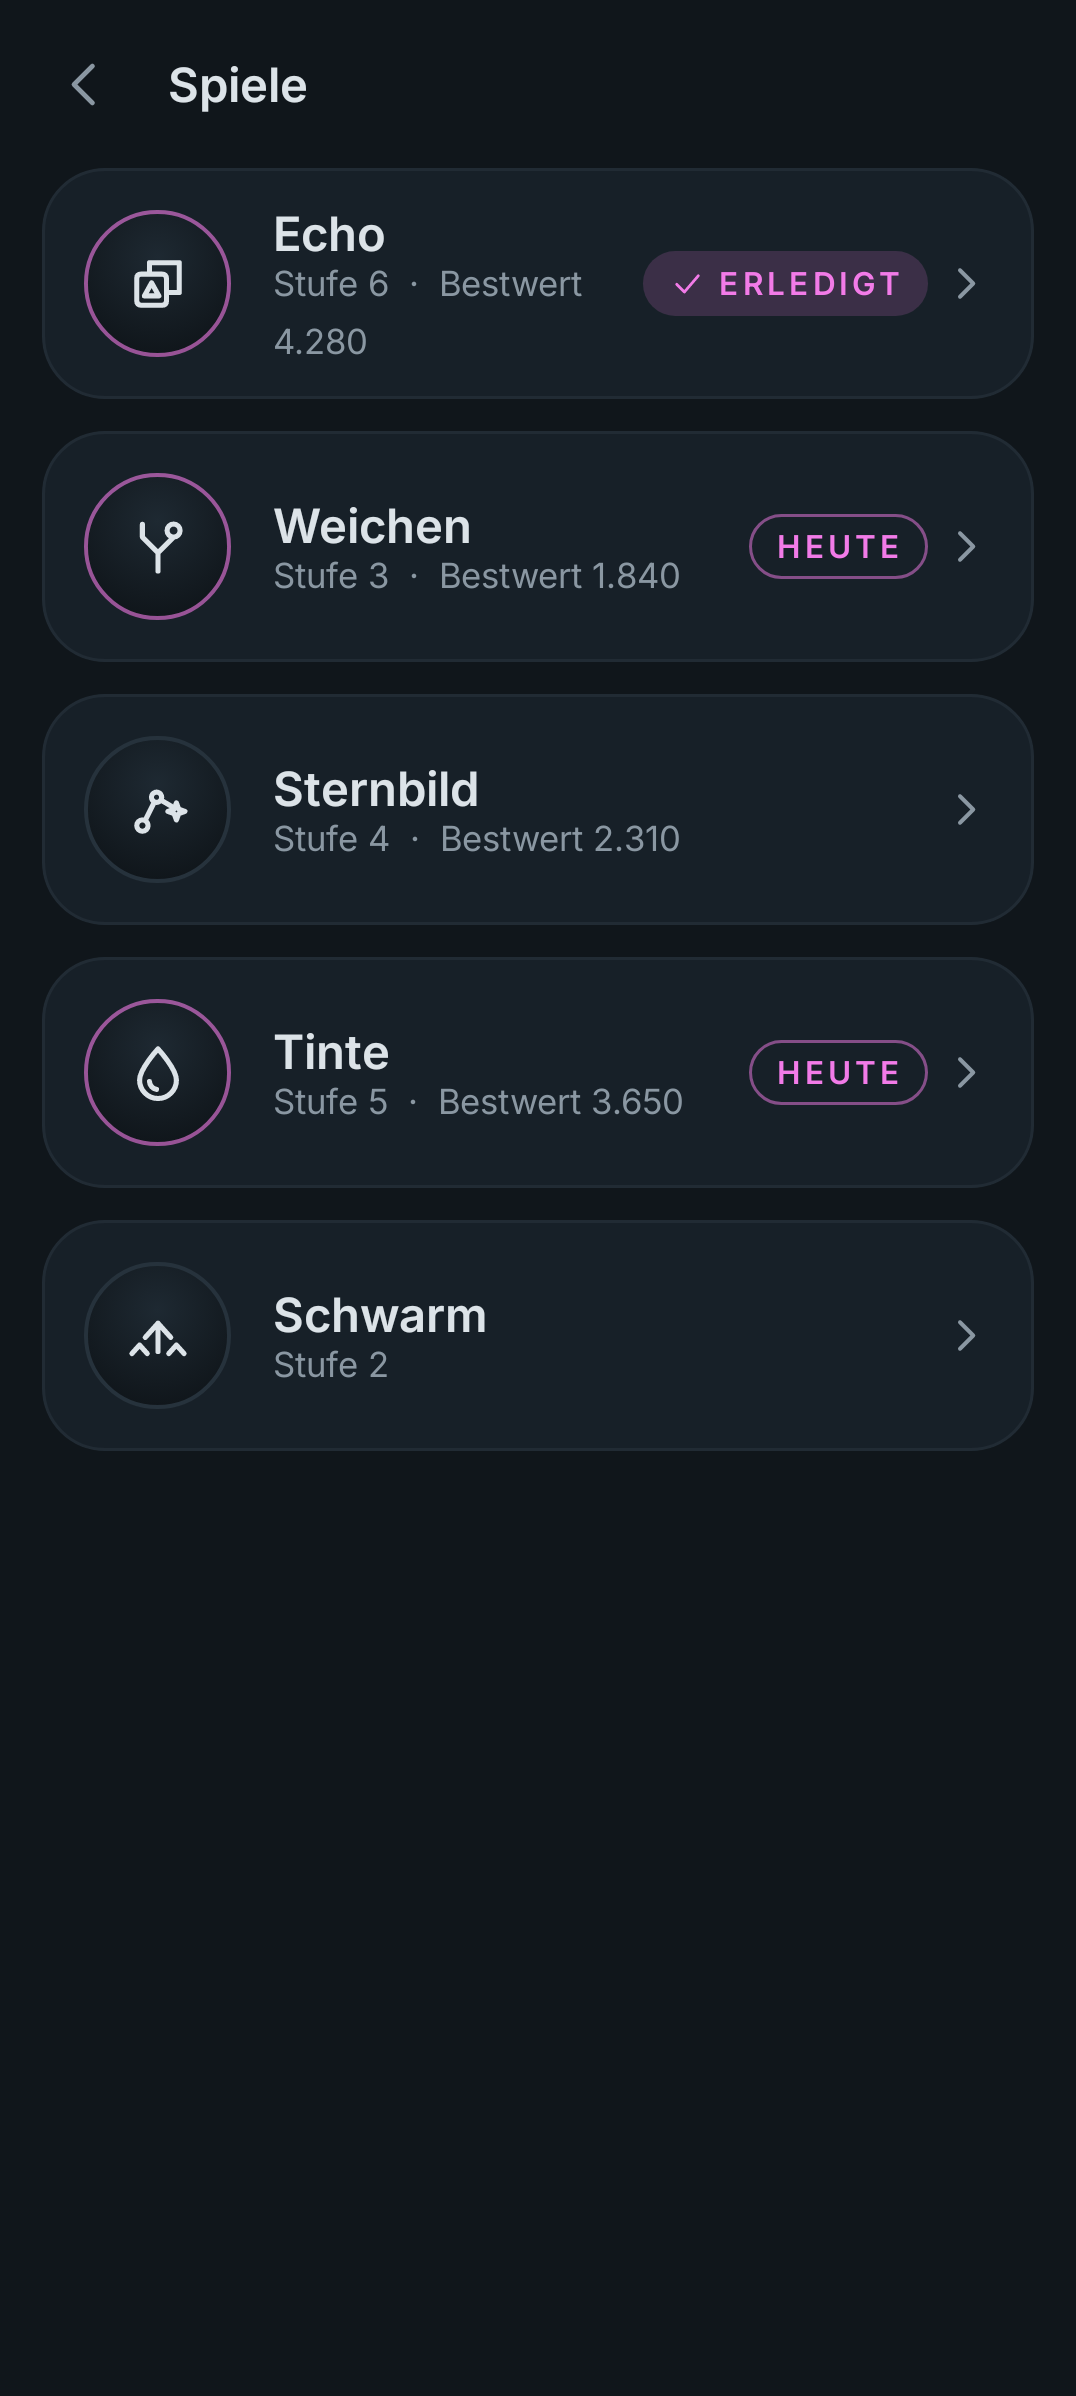 Spiele
Echo
Stufe 6 · Bestwert
4.280
✓ ERLEDIGT
Weichen
Stufe 3 · Bestwert 1.840
HEUTE
Sternbild
Stufe 4 · Bestwert 2.310
Tinte
Stufe 5 · Bestwert 3.650
HEUTE
Schwarm
Stufe 2